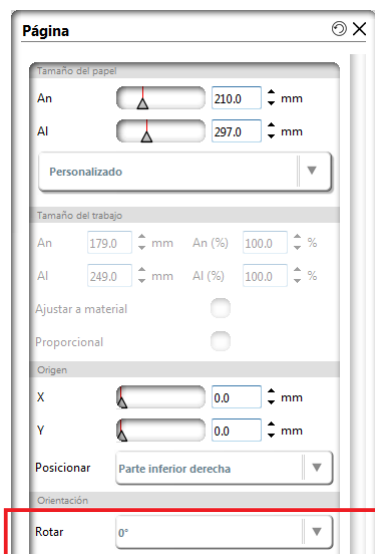 Página
Tamaño del papel
An 210.0 mm
Al 297.0 mm
Personalizado
Tamaño del trabajo
An 179.0 mm An (%) 100.0 %
Al 249.0 mm Al (%) 100.0 %
Ajustar a material
Proporcional
Origen
X 0.0 mm
Y 0.0 mm
Posicionar Parte inferior derecha
Orientación
Rotar 0°